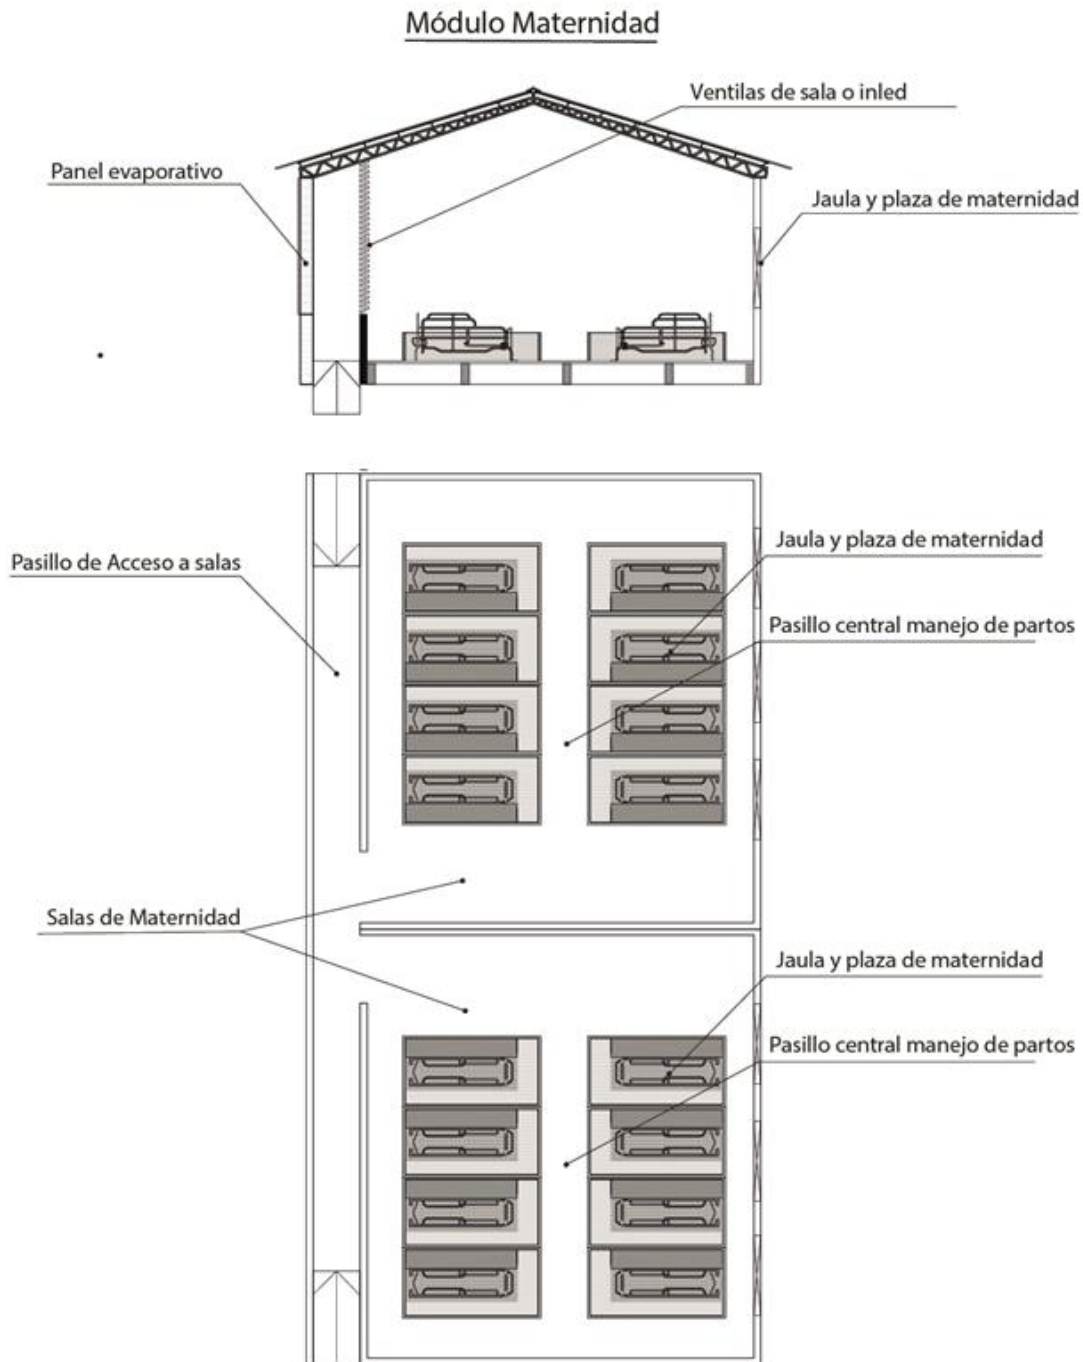 Módulo Maternidad
Ventilas de sala o inled
Panel evaporativo
Jaula y plaza de maternidad
Jaula y plaza de maternidad
Pasillo de Acceso a salas
Pasillo central manejo de partos
Salas de Maternidad
Jaula y plaza de maternidad
Pasillo central manejo de partos